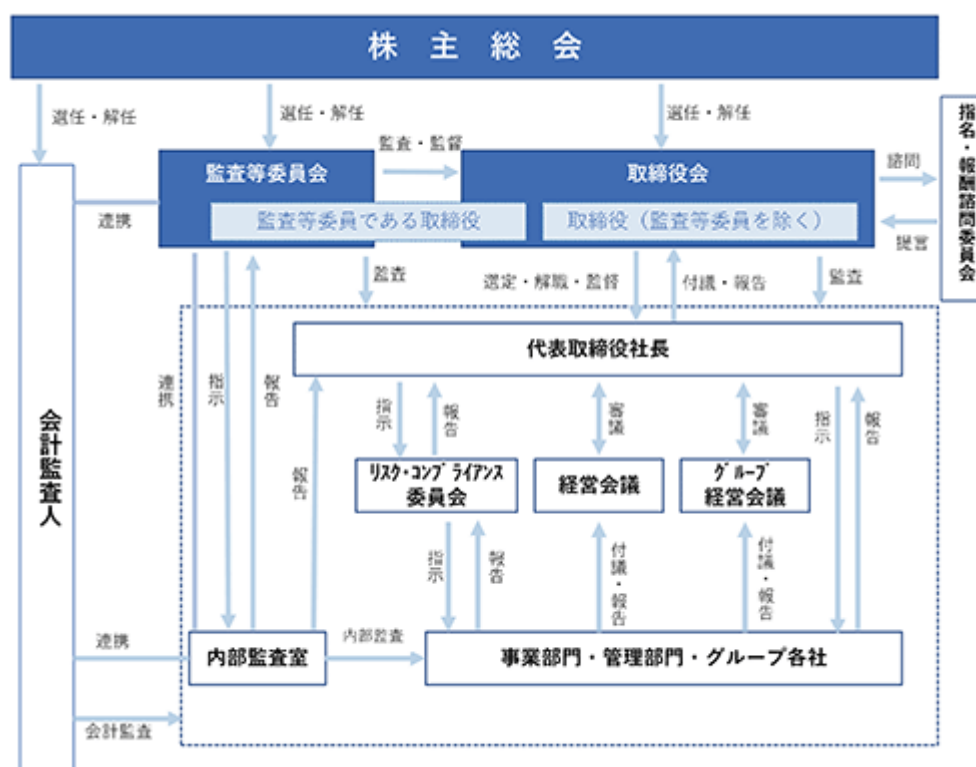 株主総会
選任・解任
選任・解任
選任・解任
監査・監督
監査等委員会
取締役会
諮問
指名・報酬諮問委員会
監査等委員である取締役
取締役（監査等委員を除く）
連携
提言
監査
選定・解職・監督
付議・報告
監査
代表取締役社長
連携
指示
報告
報告
指示
報告
審議
審議
指示
報告
会計監査人
ﾘｽｸ・ｺﾝﾌﾟﾗｲｱﾝｽ
委員会
経営会議
ｸﾞﾙｰﾌﾟ
経営会議
指示
報告
付議・報告
付議・報告
連携
内部監査室
内部監査
事業部門・管理部門・グループ各社
会計監査